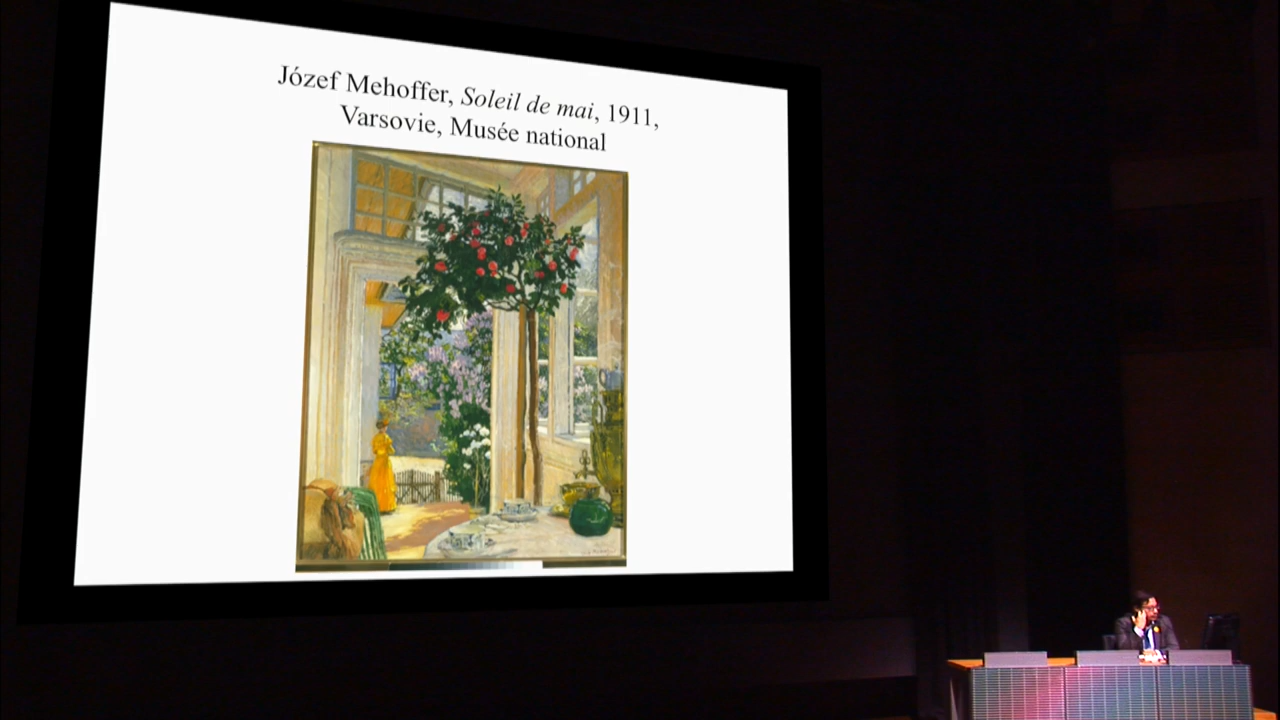 Józef Mehoffer, Soleil de mai, 1911,
Varsovie, Musée national